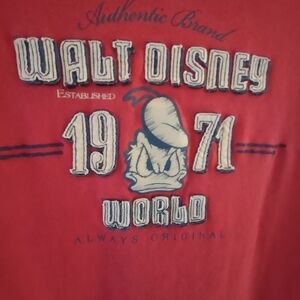 Authentic Brand
WALT DISNEY
ESTABLISHED
19 71
WORLD
ALWAYS ORIGINAL